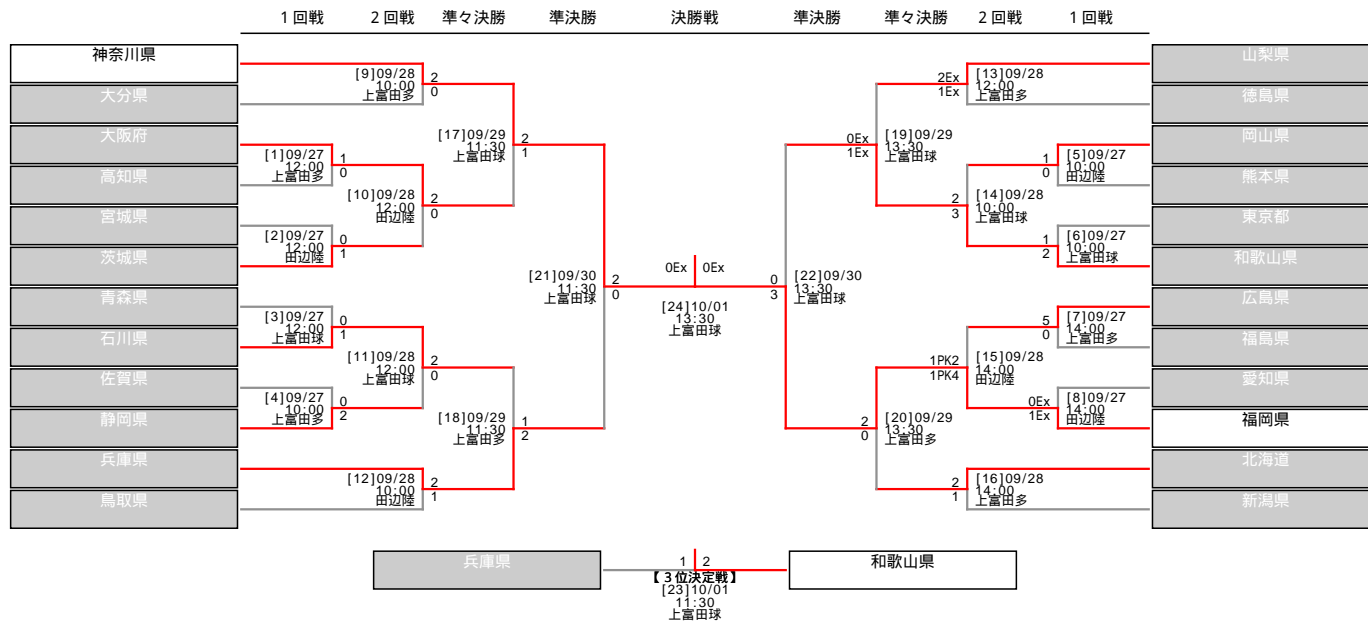 1回戦 2回戦 準々決勝 準決勝 決勝戦 準決勝 準々決勝 2回戦 1回戦
神奈川県
大分県
大阪府
高知県
宮城県
茨城県
青森県
石川県
佐賀県
静岡県
兵庫県
鳥取県
[1]09/27
12:00
上富田多
1
0
[2]09/27
12:00
田辺陸
0
1
[3]09/27
12:00
上富田球
0
1
[4]09/27
10:00
上富田多
0
2
[9]09/28
10:00
上富田多
2
0
[10]09/28
12:00
田辺陸
2
0
[11]09/28
12:00
上富田球
2
0
[12]09/28
10:00
田辺陸
2
1
[17]09/29
11:30
上富田球
2
1
[18]09/29
11:30
上富田多
1
2
[21]09/30
11:30
上富田球
2
0
0Ex 0Ex
[24]10/01
13:30
上富田球
0
3
[22]09/30
13:30
上富田球
0Ex
1Ex
[19]09/29
13:30
上富田球
2
0
[20]09/29
13:30
上富田多
2Ex
1Ex
[13]09/28
12:00
上富田多
2
3
[14]09/28
10:00
上富田球
1PK2
1PK4
[15]09/28
14:00
田辺陸
2
1
[16]09/28
14:00
上富田多
1
0
[5]09/27
10:00
田辺陸
1
2
[6]09/27
10:00
上富田球
5
0
[7]09/27
14:00
上富田多
0Ex
1Ex
[8]09/27
14:00
田辺陸
山梨県
徳島県
岡山県
熊本県
東京都
和歌山県
広島県
福島県
愛知県
福岡県
北海道
新潟県
兵庫県
1 2
和歌山県
【3位決定戦】
[23]10/01
11:30
上富田球